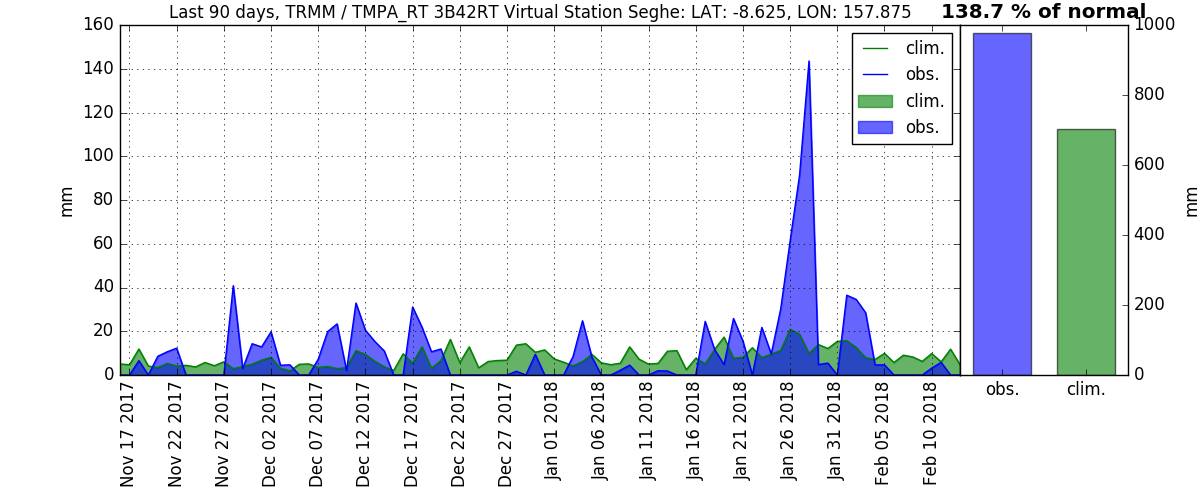 Last 90 days, TRMM / TMPA_RT 3B42RT Virtual Station Seghe: LAT: -8.625, LON: 157.875
138.7 % of normal
160
140
120
100
80
60
40
20
0
mm
clim.
obs.
clim.
obs.
1000
800
600
400
200
0
mm
Nov 17 2017
Nov 22 2017
Nov 27 2017
Dec 02 2017
Dec 07 2017
Dec 12 2017
Dec 17 2017
Dec 22 2017
Dec 27 2017
Jan 01 2018
Jan 06 2018
Jan 11 2018
Jan 16 2018
Jan 21 2018
Jan 26 2018
Jan 31 2018
Feb 05 2018
Feb 10 2018
obs.
clim.